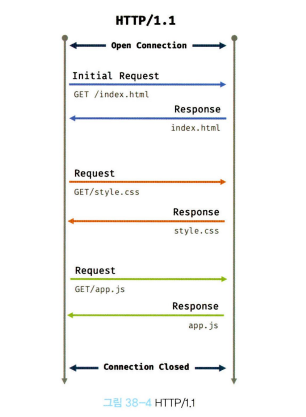 HTTP/1.1
Open Connection
Initial Request
GET /index.html
Response
index.html
Request
GET/style.css
Response
style.css
Request
GET/app.js
Response
app.js
Connection Closed
그림 38-4 HTTP/1.1